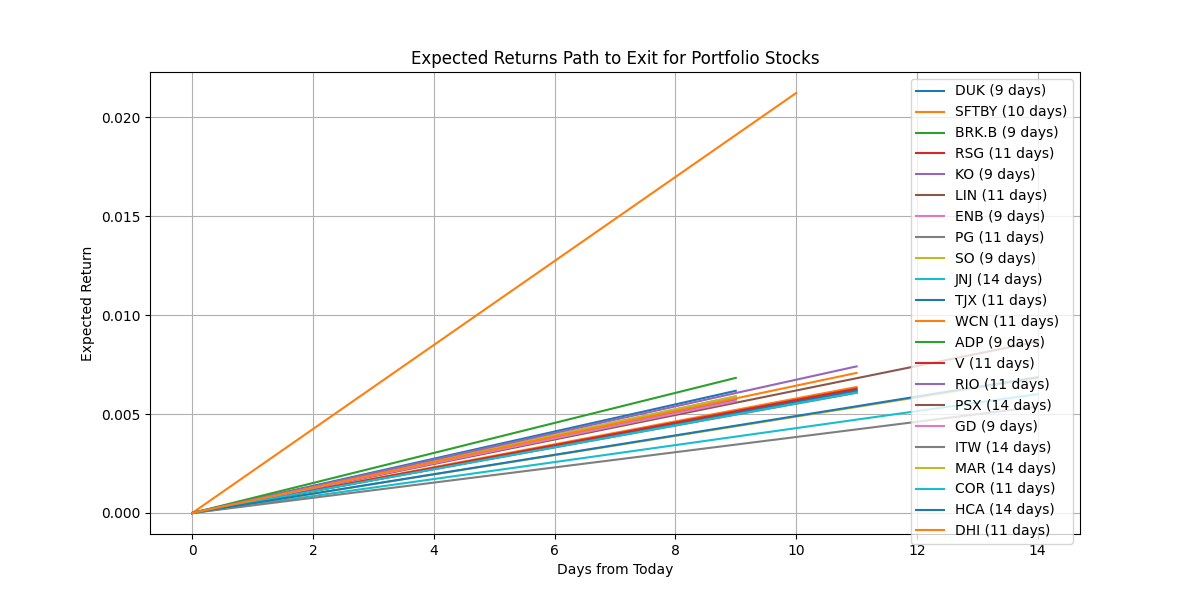 Expected Returns Path to Exit for Portfolio Stocks
Expected Return
0.020
0.015
0.010
0.005
0.000
0 2 4 6 8 10 12 14
Days from Today
DUK (9 days)
SFTBY (10 days)
BRK.B (9 days)
RSG (11 days)
KO (9 days)
LIN (11 days)
ENB (9 days)
PG (11 days)
SO (9 days)
JNJ (14 days)
TJX (11 days)
WCN (11 days)
ADP (9 days)
V (11 days)
RIO (11 days)
PSX (14 days)
GD (9 days)
ITW (14 days)
MAR (14 days)
COR (11 days)
HCA (14 days)
DHI (11 days)